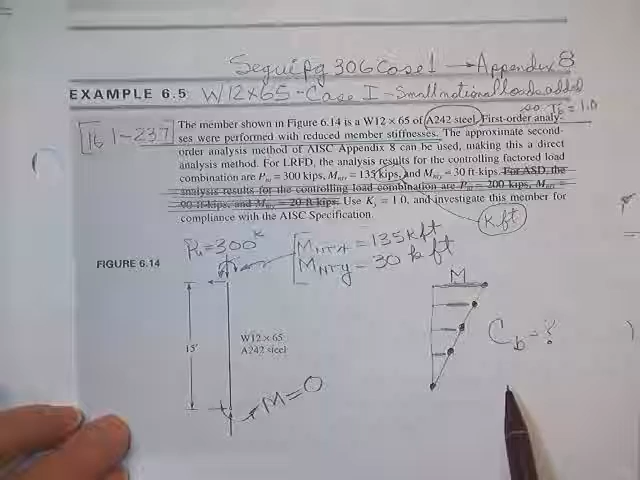 Segui pg 306 Case 1 → Appendix 8
EXAMPLE 6.5 W12×65 - Case I - Small notional loads added
so τb = 1.0
[16.1-237]
The member shown in Figure 6.14 is a W12 × 65 of A242 steel. First-order analy-
ses were performed with reduced member stiffnesses. The approximate second-
order analysis method of AISC Appendix 8 can be used, making this a direct
analysis method. For LRFD, the analysis results for the controlling factored load
combination are Pnt = 300 kips, Mntx = 135 kips, and Mnty = 30 ft-kips. For ASD, the
analysis results for the controlling load combination are Pnt = 200 kips, Mntx =
90 ft-kips, and Mnty = 20 ft-kips. Use Ky = 1.0, and investigate this member for
compliance with the AISC Specification.
k ft
Pu = 300k
MNTX = 135 k ft
MNTY = 30 k ft
FIGURE 6.14
M
W12 × 65
A242 steel
15'
Cb = ?
M = 0